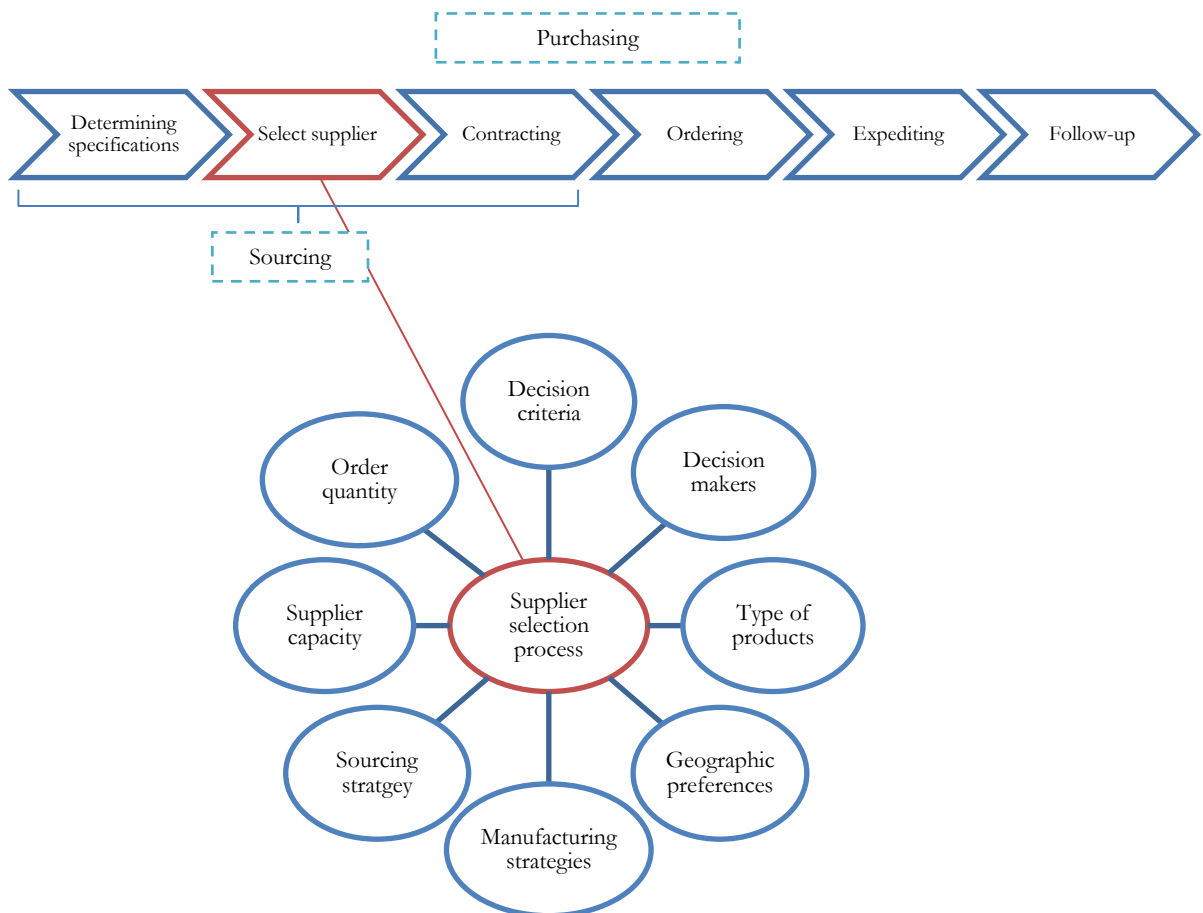 Purchasing
Determining
specifications
Select supplier
Contracting
Ordering
Expediting
Follow-up
Sourcing
Decision
criteria
Order
quantity
Decision
makers
Supplier
capacity
Supplier
selection
process
Type of
products
Sourcing
stratgey
Geographic
preferences
Manufacturing
strategies